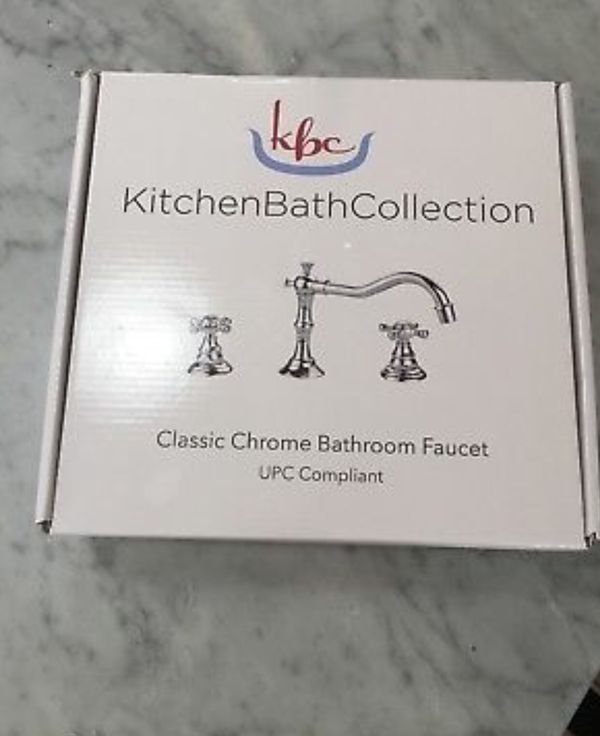 kbc
KitchenBathCollection
Classic Chrome Bathroom Faucet
UPC Compliant